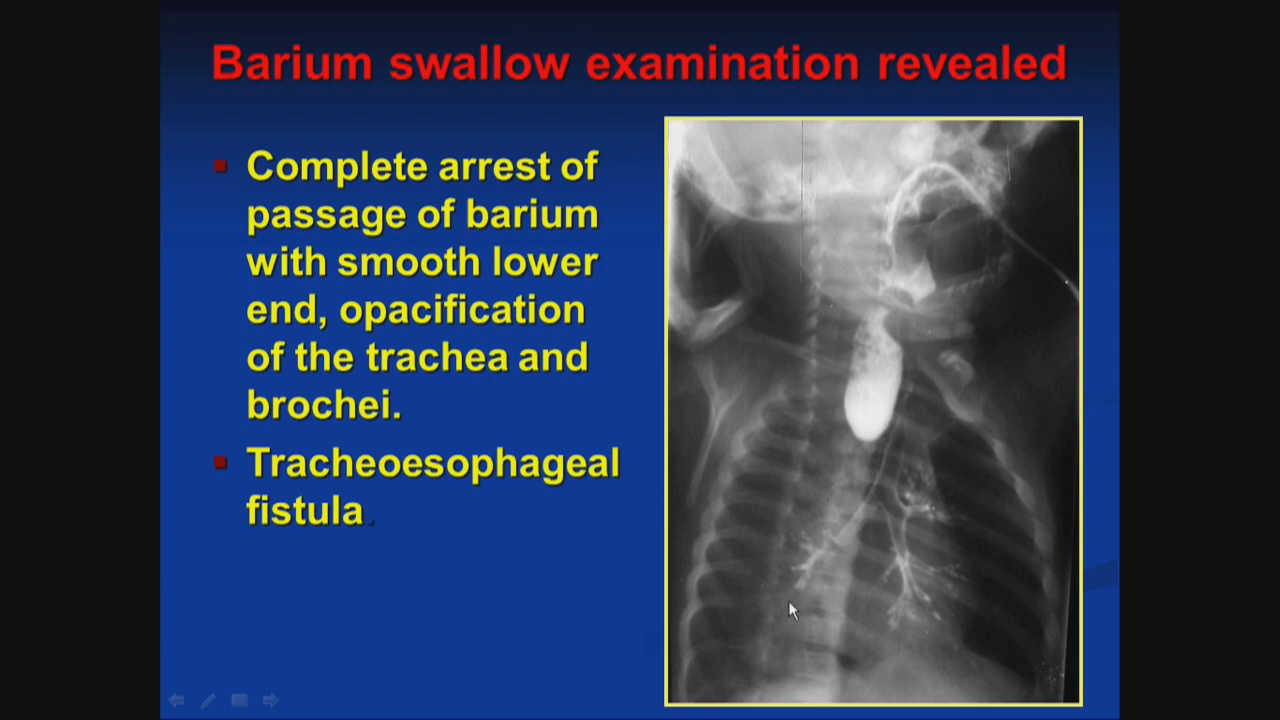 Barium swallow examination revealed
Complete arrest of
passage of barium
with smooth lower
end, opacification
of the trachea and
brochei.
Tracheoesophageal
fistula.